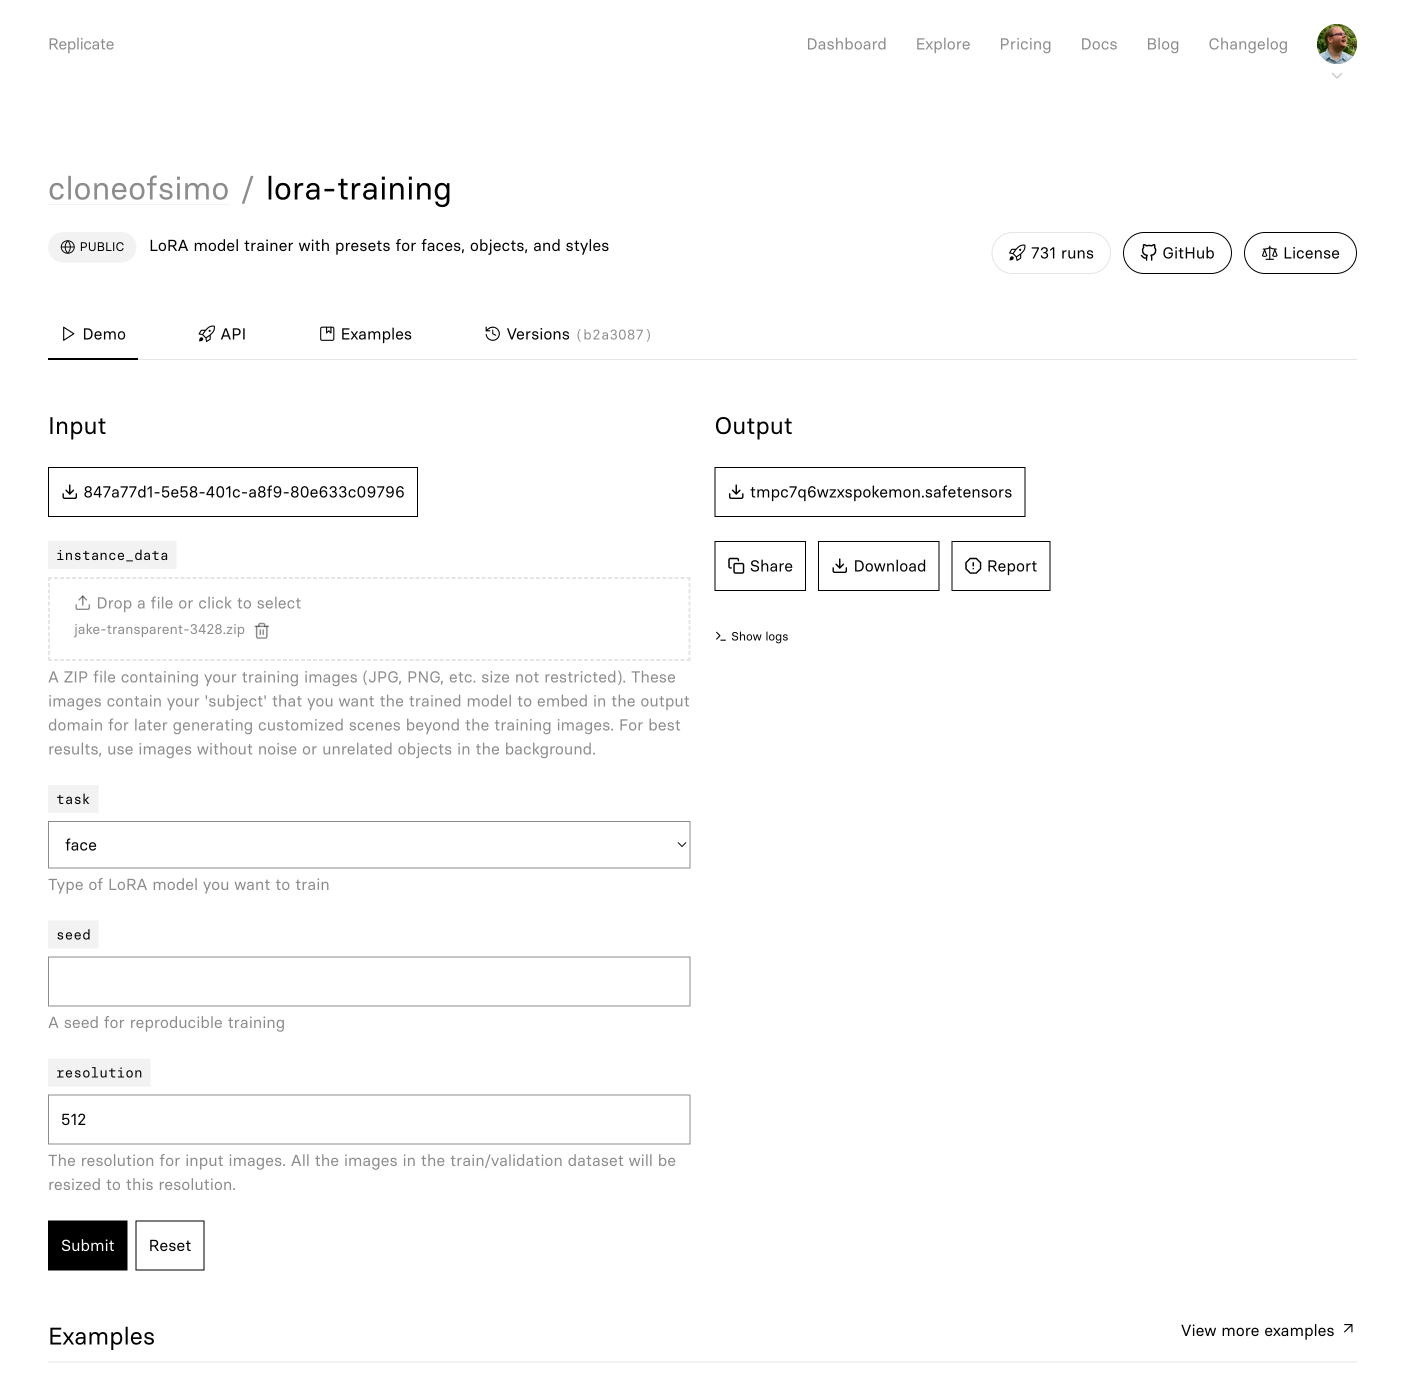 Replicate
Dashboard Explore Pricing Docs Blog Changelog
cloneofsimo / lora-training
PUBLIC LoRA model trainer with presets for faces, objects, and styles
731 runs GitHub License
Demo API Examples Versions (b2a3087)
Input
847a77d1-5e58-401c-a8f9-80e633c09796
instance_data
Drop a file or click to select
jake-transparent-3428.zip
A ZIP file containing your training images (JPG, PNG, etc. size not restricted). These
images contain your 'subject' that you want the trained model to embed in the output
domain for later generating customized scenes beyond the training images. For best
results, use images without noise or unrelated objects in the background.
task
face
Type of LoRA model you want to train
seed
A seed for reproducible training
resolution
512
The resolution for input images. All the images in the train/validation dataset will be
resized to this resolution.
Submit Reset
Output
tmpc7q6wzxspokemon.safetensors
Share Download Report
Show logs
Examples
View more examples